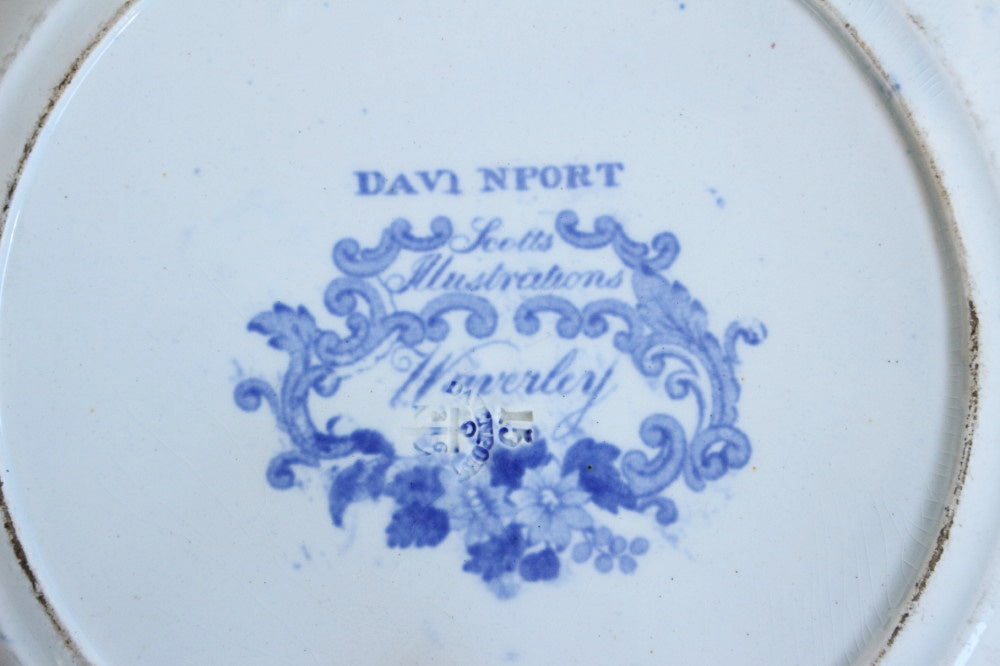 DAVI NPORT
Scotts
Illustrations
Waverley